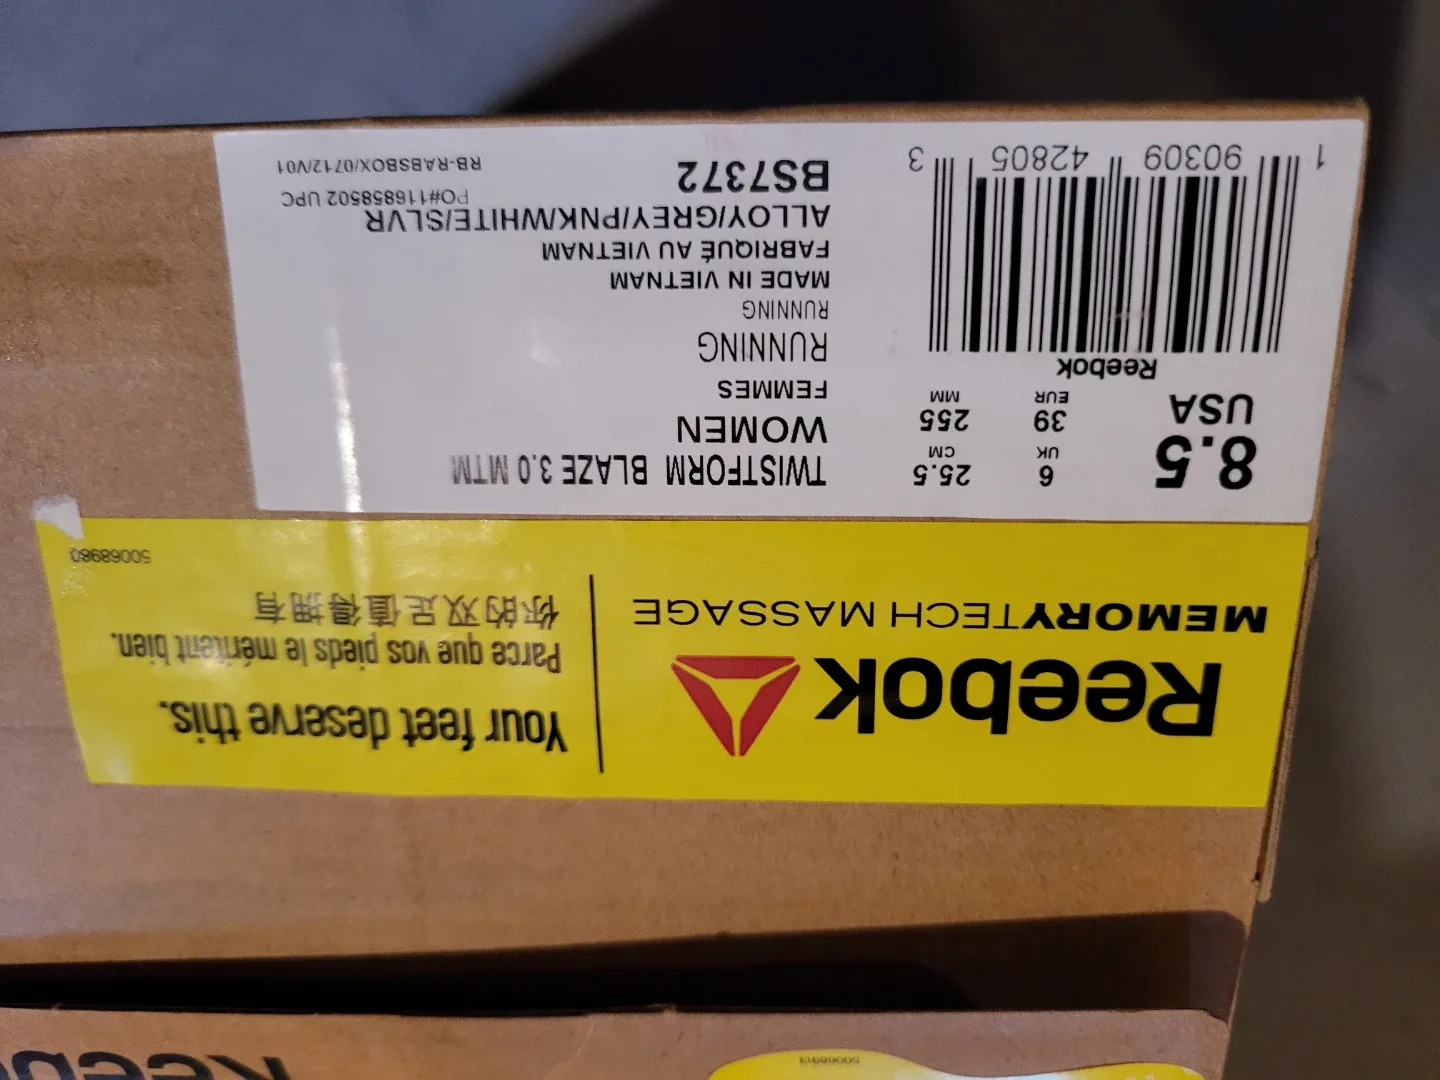 Reebok
MEMORYTECH MASSAGE
Your feet deserve this.
Parce que vos pieds le méritent bien.
你的双足值得拥有
50068980
8.5
USA
6
UK
39
EUR
25.5
CM
255
MM
Reebok
1 90309 42805 3
TWISTFORM BLAZE 3.0 MTM
WOMEN
FEMMES
RUNNING
RUNNING
MADE IN VIETNAM
FABRIQUÉ AU VIETNAM
ALLOY/GREY/PNK/WHITE/SLVR
PO#116858502 UPC
BS7372
RB-RABSBOX/0712/V01
50068913
Reebok